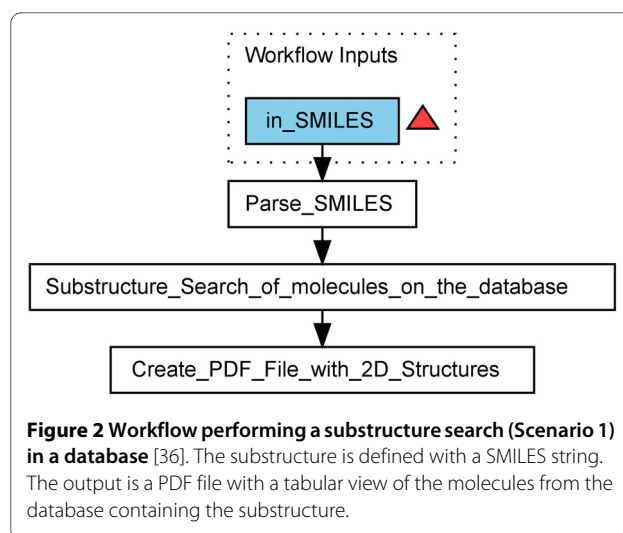 Workflow Inputs
in_SMILES
Parse_SMILES
Substructure_Search_of_molecules_on_the_database
Create_PDF_File_with_2D_Structures
Figure 2 Workflow performing a substructure search (Scenario 1)
in a database [36]. The substructure is defined with a SMILES string.
The output is a PDF file with a tabular view of the molecules from the
database containing the substructure.